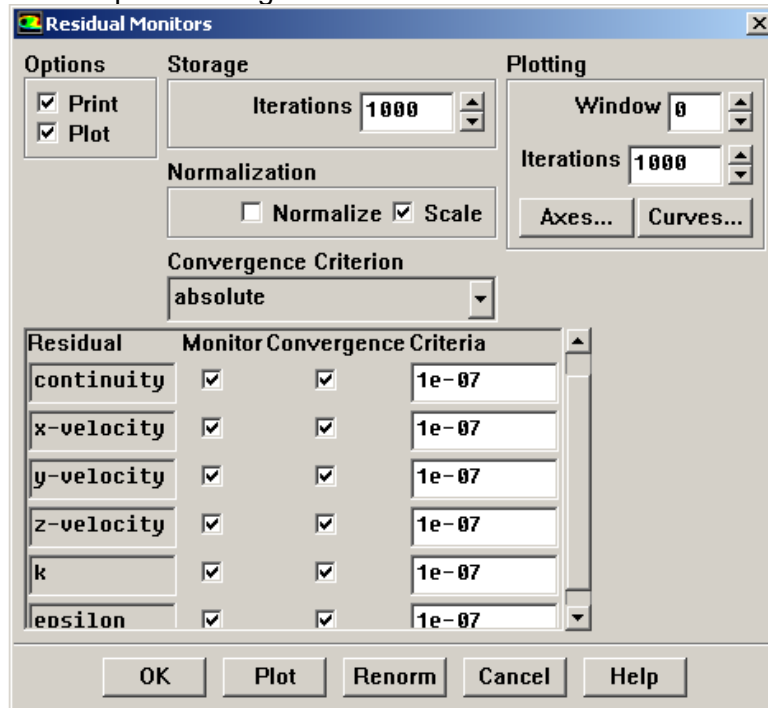 Residual Monitors
Options
Print
Plot
Storage
Iterations 1000
Normalization
Normalize Scale
Convergence Criterion
absolute
Plotting
Window 0
Iterations 1000
Axes... Curves...
Residual Monitor Convergence Criteria
continuity 1e-07
x-velocity 1e-07
y-velocity 1e-07
z-velocity 1e-07
k 1e-07
epsilon 1e-07
OK Plot Renorm Cancel Help